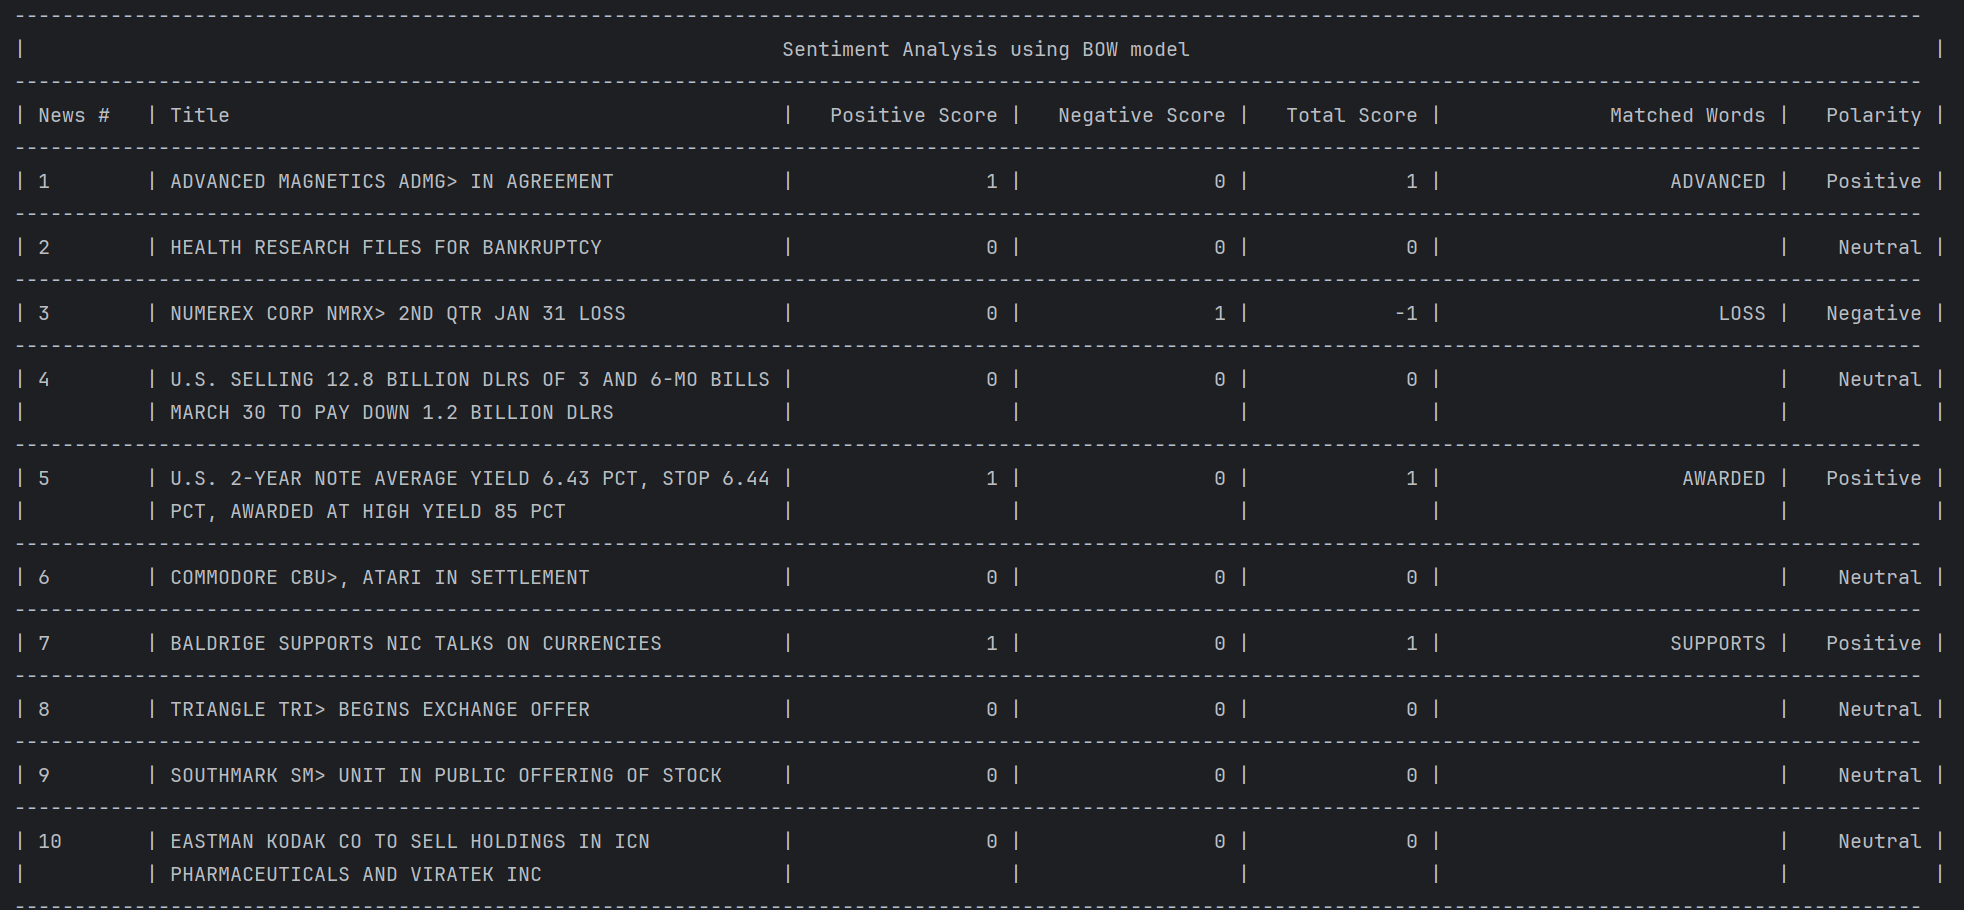 Sentiment Analysis using BOW model
| News # | Title | Positive Score | Negative Score | Total Score | Matched Words | Polarity |
| 1 | ADVANCED MAGNETICS ADMG> IN AGREEMENT | 1 | 0 | 1 | ADVANCED | Positive |
| 2 | HEALTH RESEARCH FILES FOR BANKRUPTCY | 0 | 0 | 0 | | Neutral |
| 3 | NUMEREX CORP NMRX> 2ND QTR JAN 31 LOSS | 0 | 1 | -1 | LOSS | Negative |
| 4 | U.S. SELLING 12.8 BILLION DLRS OF 3 AND 6-MO BILLS | 0 | 0 | 0 | | Neutral |
| | MARCH 30 TO PAY DOWN 1.2 BILLION DLRS | | | | | |
| 5 | U.S. 2-YEAR NOTE AVERAGE YIELD 6.43 PCT, STOP 6.44 | 1 | 0 | 1 | AWARDED | Positive |
| | PCT, AWARDED AT HIGH YIELD 85 PCT | | | | | |
| 6 | COMMODORE CBU>, ATARI IN SETTLEMENT | 0 | 0 | 0 | | Neutral |
| 7 | BALDRIGE SUPPORTS NIC TALKS ON CURRENCIES | 1 | 0 | 1 | SUPPORTS | Positive |
| 8 | TRIANGLE TRI> BEGINS EXCHANGE OFFER | 0 | 0 | 0 | | Neutral |
| 9 | SOUTHMARK SM> UNIT IN PUBLIC OFFERING OF STOCK | 0 | 0 | 0 | | Neutral |
| 10 | EASTMAN KODAK CO TO SELL HOLDINGS IN ICN | 0 | 0 | 0 | | Neutral |
| | PHARMACEUTICALS AND VIRATEK INC | | | | | |